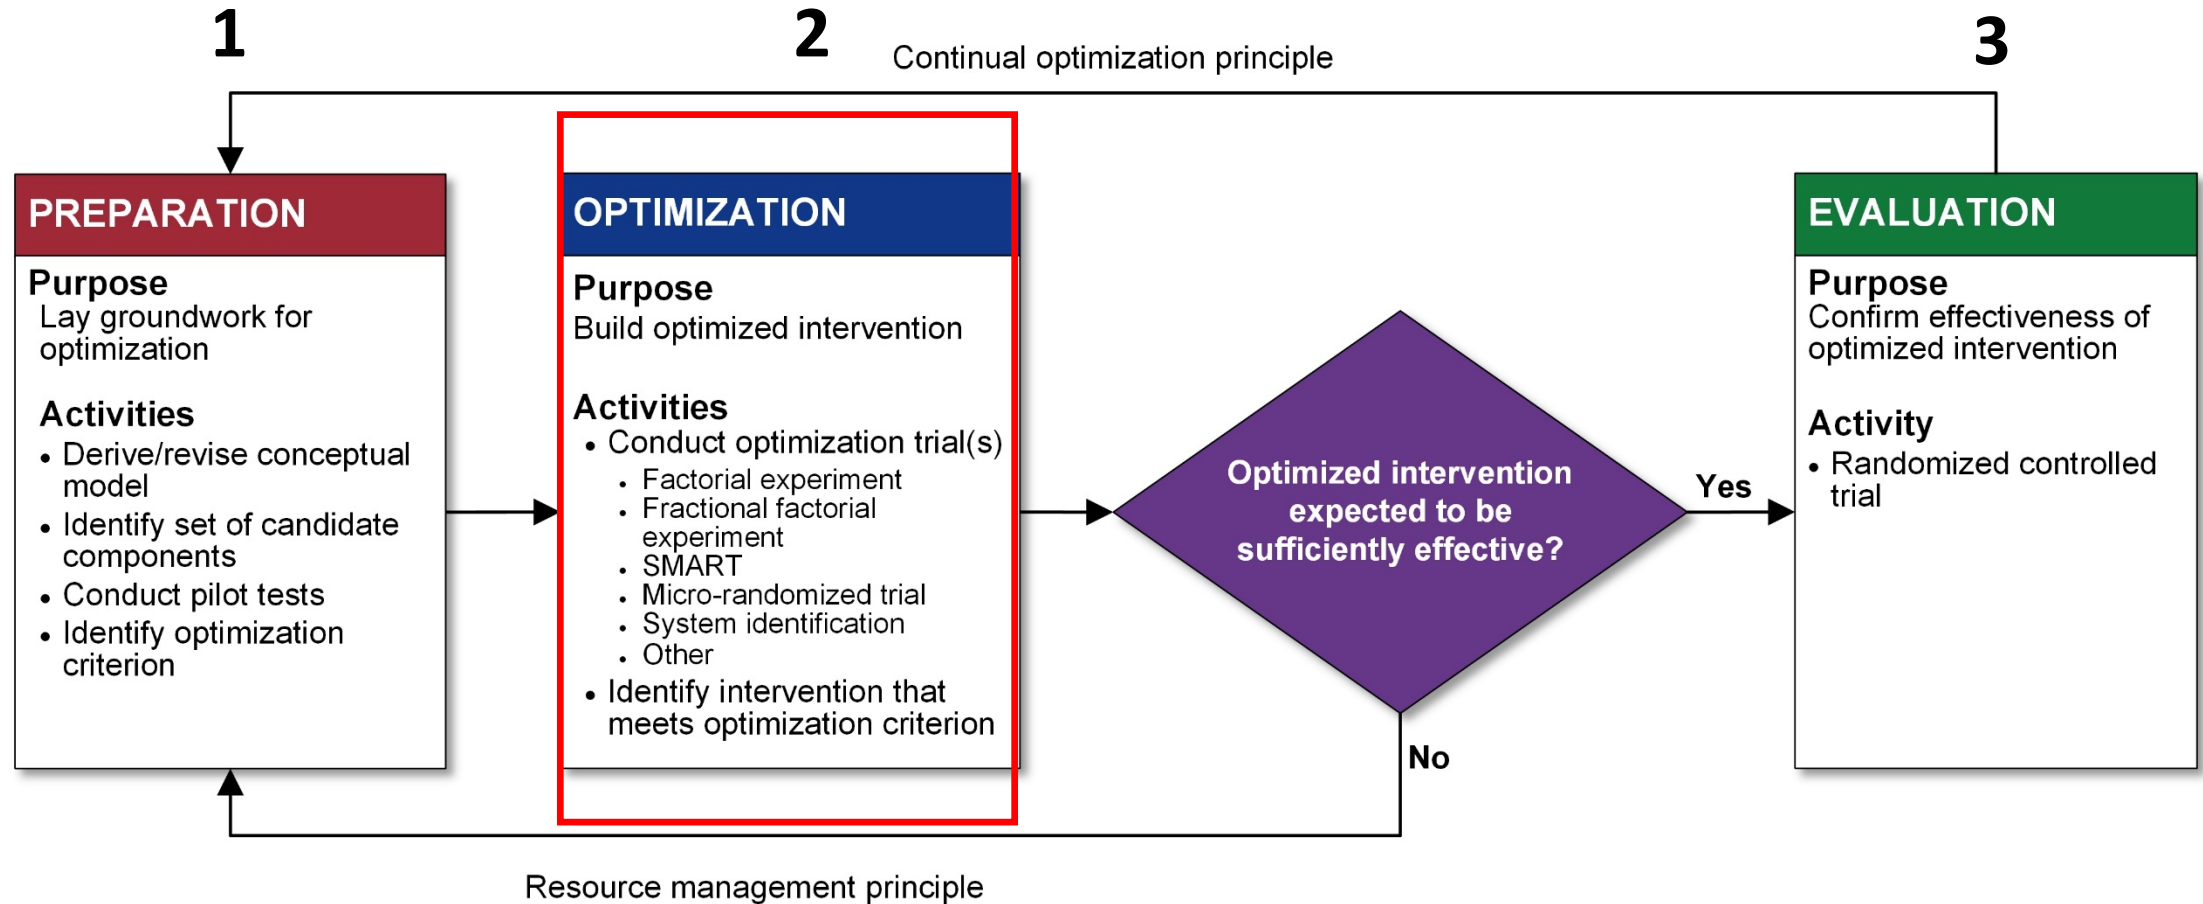 1
2
3
Continual optimization principle
PREPARATION
Purpose
Lay groundwork for
optimization
Activities
• Derive/revise conceptual
model
• Identify set of candidate
components
• Conduct pilot tests
• Identify optimization
criterion
OPTIMIZATION
Purpose
Build optimized intervention
Activities
• Conduct optimization trial(s)
• Factorial experiment
• Fractional factorial
experiment
• SMART
• Micro-randomized trial
• System identification
• Other
• Identify intervention that
meets optimization criterion
Optimized intervention
expected to be
sufficiently effective?
Yes
No
EVALUATION
Purpose
Confirm effectiveness of
optimized intervention
Activity
• Randomized controlled
trial
Resource management principle